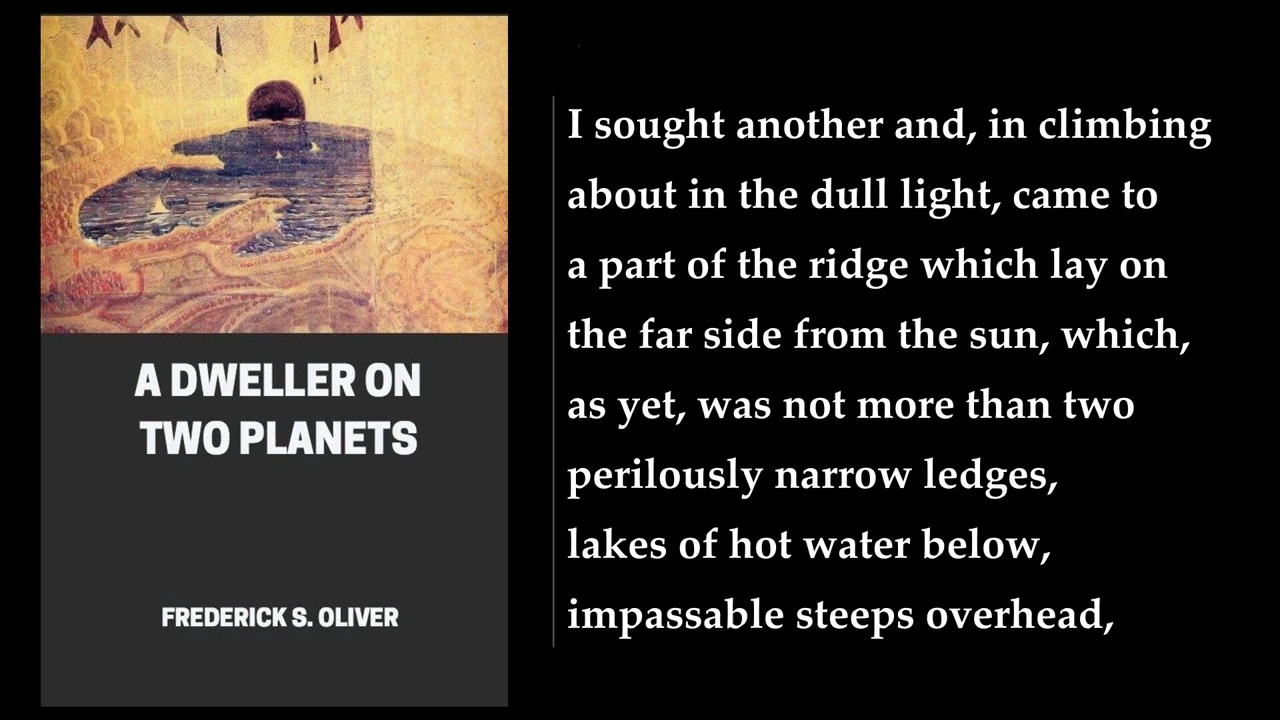 A DWELLER ON
TWO PLANETS
FREDERICK S. OLIVER
I sought another and, in climbing
about in the dull light, came to
a part of the ridge which lay on
the far side from the sun, which,
as yet, was not more than two
perilously narrow ledges,
lakes of hot water below,
impassable steeps overhead,